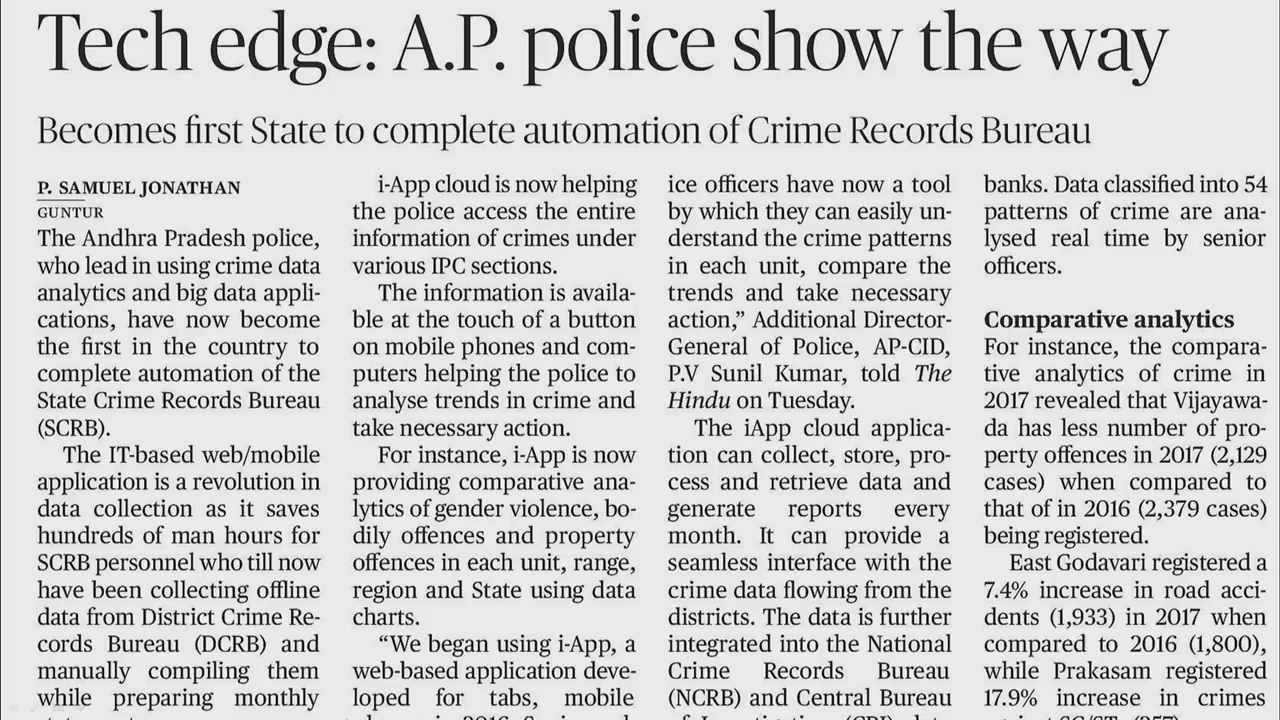 Tech edge: A.P. police show the way
Becomes first State to complete automation of Crime Records Bureau
P. SAMUEL JONATHAN
GUNTUR
The Andhra Pradesh police,
who lead in using crime data
analytics and big data appli-
cations, have now become
the first in the country to
complete automation of the
State Crime Records Bureau
(SCRB).
The IT-based web/mobile
application is a revolution in
data collection as it saves
hundreds of man hours for
SCRB personnel who till now
have been collecting offline
data from District Crime Re-
cords Bureau (DCRB) and
manually compiling them
while preparing monthly
i-App cloud is now helping
the police access the entire
information of crimes under
various IPC sections.
The information is availa-
ble at the touch of a button
on mobile phones and com-
puters helping the police to
analyse trends in crime and
take necessary action.
For instance, i-App is now
providing comparative ana-
lytics of gender violence, bo-
dily offences and property
offences in each unit, range,
region and State using data
charts.
“We began using i-App, a
web-based application deve-
loped for tabs, mobile
ice officers have now a tool
by which they can easily un-
derstand the crime patterns
in each unit, compare the
trends and take necessary
action,” Additional Director-
General of Police, AP-CID,
P.V Sunil Kumar, told The
Hindu on Tuesday.
The iApp cloud applica-
tion can collect, store, pro-
cess and retrieve data and
generate reports every
month. It can provide a
seamless interface with the
crime data flowing from the
districts. The data is further
integrated into the National
Crime Records Bureau
(NCRB) and Central Bureau
banks. Data classified into 54
patterns of crime are ana-
lysed real time by senior
officers.
Comparative analytics
For instance, the compara-
tive analytics of crime in
2017 revealed that Vijayawa-
da has less number of pro-
perty offences in 2017 (2,129
cases) when compared to
that of in 2016 (2,379 cases)
being registered.
East Godavari registered a
7.4% increase in road acci-
dents (1,933) in 2017 when
compared to 2016 (1,800),
while Prakasam registered
17.9% increase in crimes